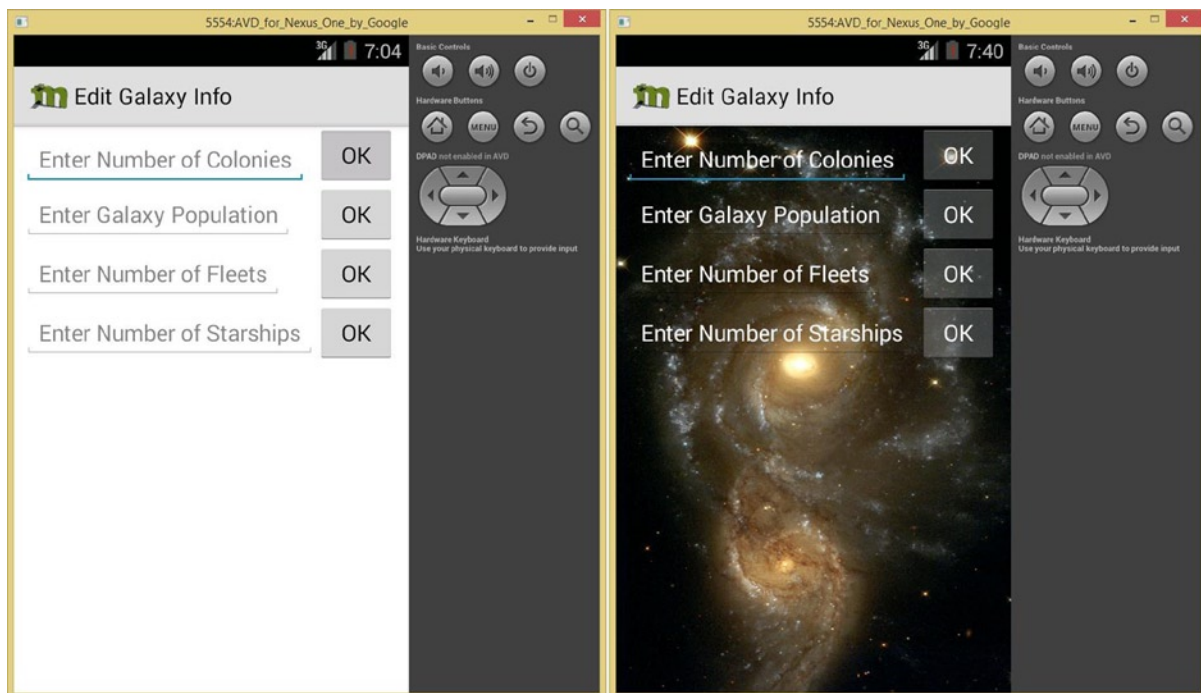 5554:AVD_for_Nexus_One_by_Google
3G 7:04
Edit Galaxy Info
Enter Number of Colonies OK
Enter Galaxy Population OK
Enter Number of Fleets OK
Enter Number of Starships OK
Basic Controls
Hardware Buttons
MENU
DPAD not enabled in AVD
Hardware Keyboard
Use your physical keyboard to provide input
5554:AVD_for_Nexus_One_by_Google
3G 7:40
Edit Galaxy Info
Enter Number of Colonies OK
Enter Galaxy Population OK
Enter Number of Fleets OK
Enter Number of Starships OK
Basic Controls
Hardware Buttons
MENU
DPAD not enabled in AVD
Hardware Keyboard
Use your physical keyboard to provide input